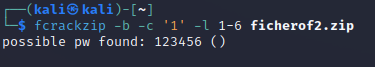 ┌──(kali㉿kali)-[~]
└─$ fcrackzip -b -c '1' -l 1-6 ficherof2.zip
possible pw found: 123456 ()